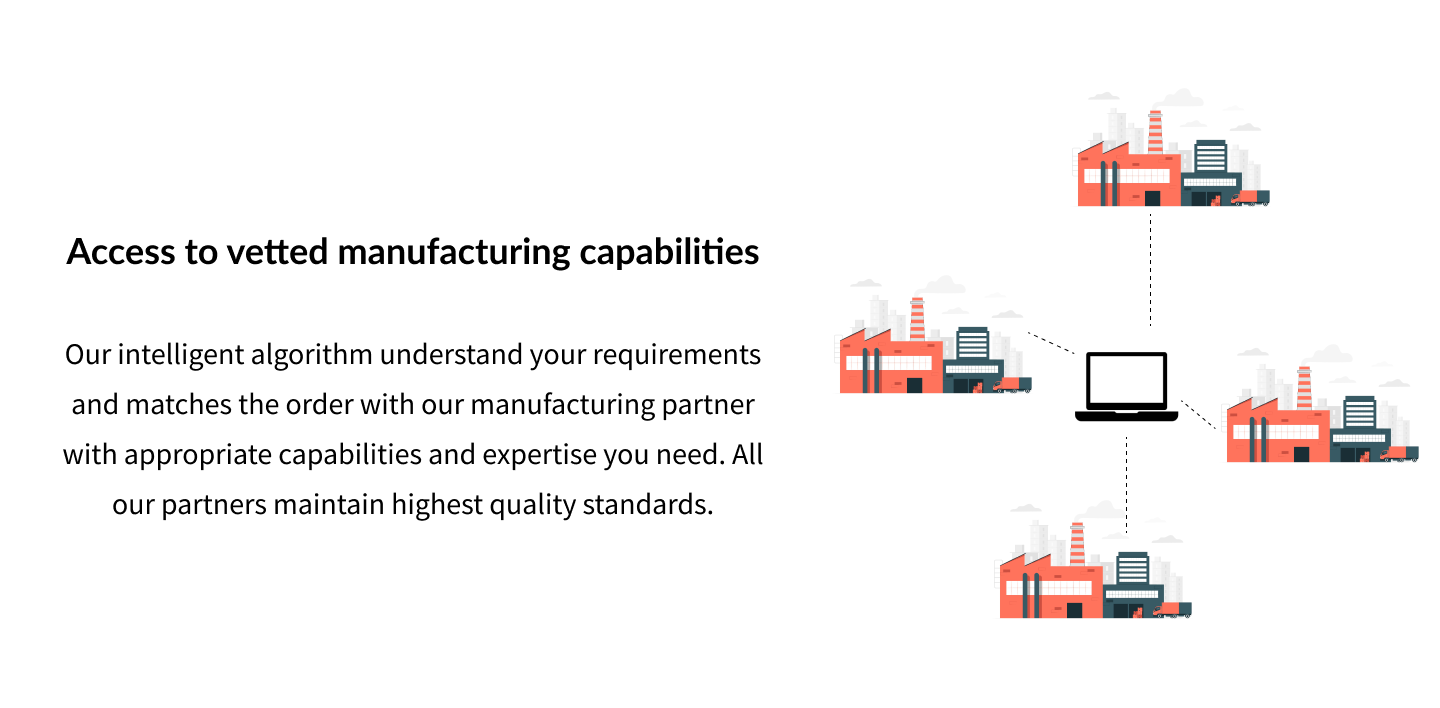 Access to vetted manufacturing capabilities
Our intelligent algorithm understand your requirements
and matches the order with our manufacturing partner
with appropriate capabilities and expertise you need. All
our partners maintain highest quality standards.